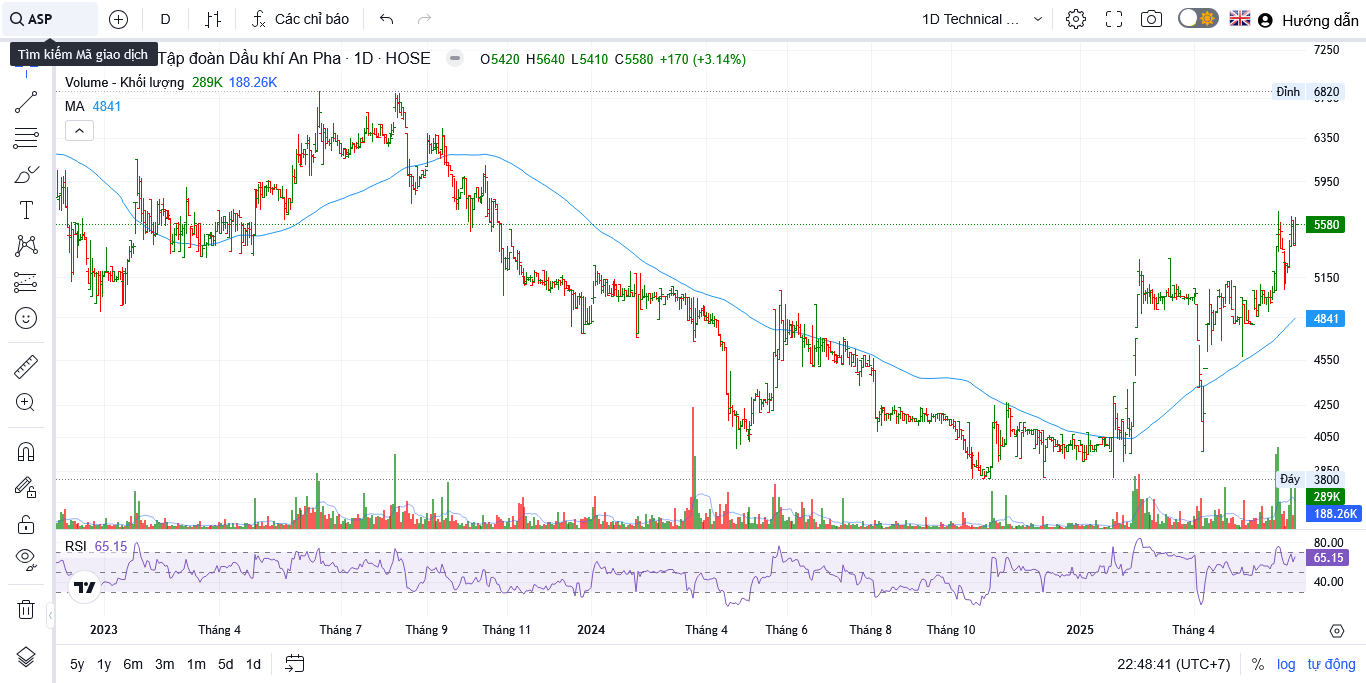 ASP
D
Các chỉ báo
1D Technical ...
Hướng dẫn
Tìm kiếm Mã giao dịch
Tập đoàn Dầu khí An Pha · 1D · HOSE
O5420 H5640 L5410 C5580 +170 (+3.14%)
Volume - Khối lượng 289K 188.26K
MA 4841
7250
Đỉnh 6820
6350
5950
5580
5150
4841
4550
4250
4050
3850
Đáy 3800
289K
188.26K
RSI 65.15
80.00
65.15
40.00
2023 Tháng 4 Tháng 7 Tháng 9 Tháng 11 2024 Tháng 4 Tháng 6 Tháng 8 Tháng 10 2025 Tháng 4
5y 1y 6m 3m 1m 5d 1d
22:48:41 (UTC+7) % log tự động